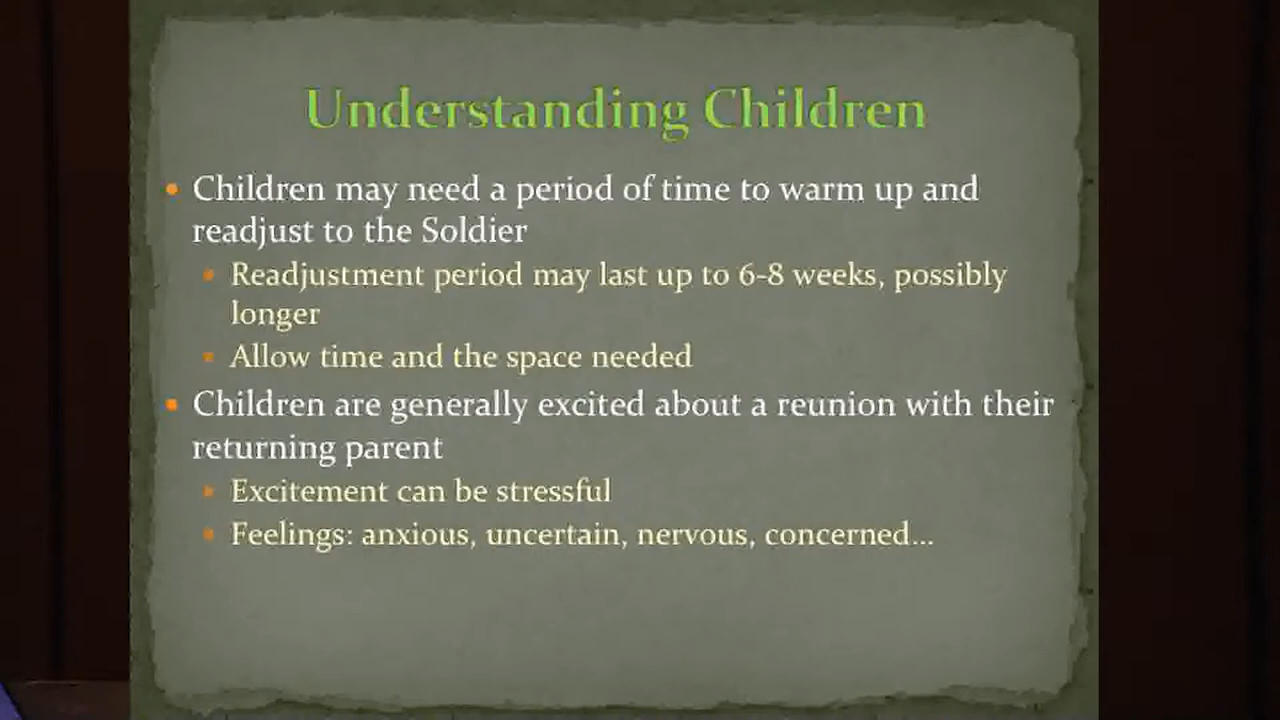 Understanding Children
• Children may need a period of time to warm up and
readjust to the Soldier
▪ Readjustment period may last up to 6-8 weeks, possibly
longer
▪ Allow time and the space needed
• Children are generally excited about a reunion with their
returning parent
▪ Excitement can be stressful
▪ Feelings: anxious, uncertain, nervous, concerned...